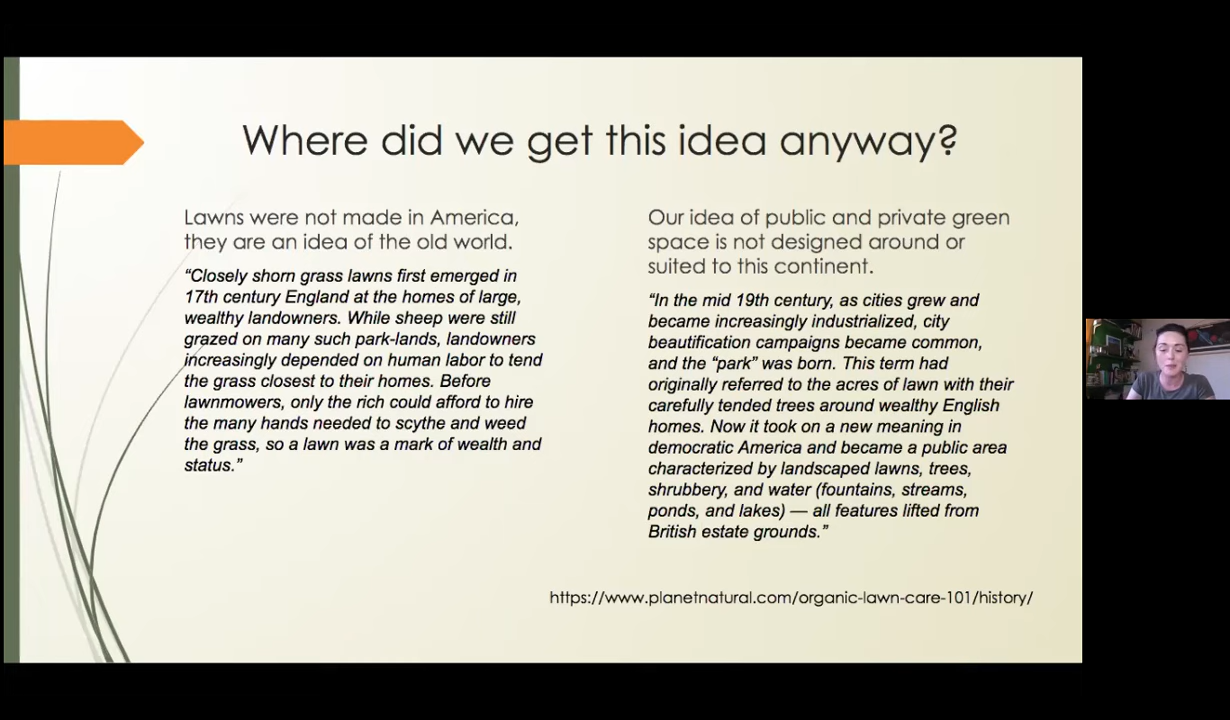 Where did we get this idea anyway?
Lawns were not made in America,
they are an idea of the old world.
“Closely shorn grass lawns first emerged in
17th century England at the homes of large,
wealthy landowners. While sheep were still
grazed on many such park-lands, landowners
increasingly depended on human labor to tend
the grass closest to their homes. Before
lawnmowers, only the rich could afford to hire
the many hands needed to scythe and weed
the grass, so a lawn was a mark of wealth and
status.”
Our idea of public and private green
space is not designed around or
suited to this continent.
“In the mid 19th century, as cities grew and
became increasingly industrialized, city
beautification campaigns became common,
and the “park” was born. This term had
originally referred to the acres of lawn with their
carefully tended trees around wealthy English
homes. Now it took on a new meaning in
democratic America and became a public area
characterized by landscaped lawns, trees,
shrubbery, and water (fountains, streams,
ponds, and lakes) — all features lifted from
British estate grounds.”
https://www.planetnatural.com/organic-lawn-care-101/history/